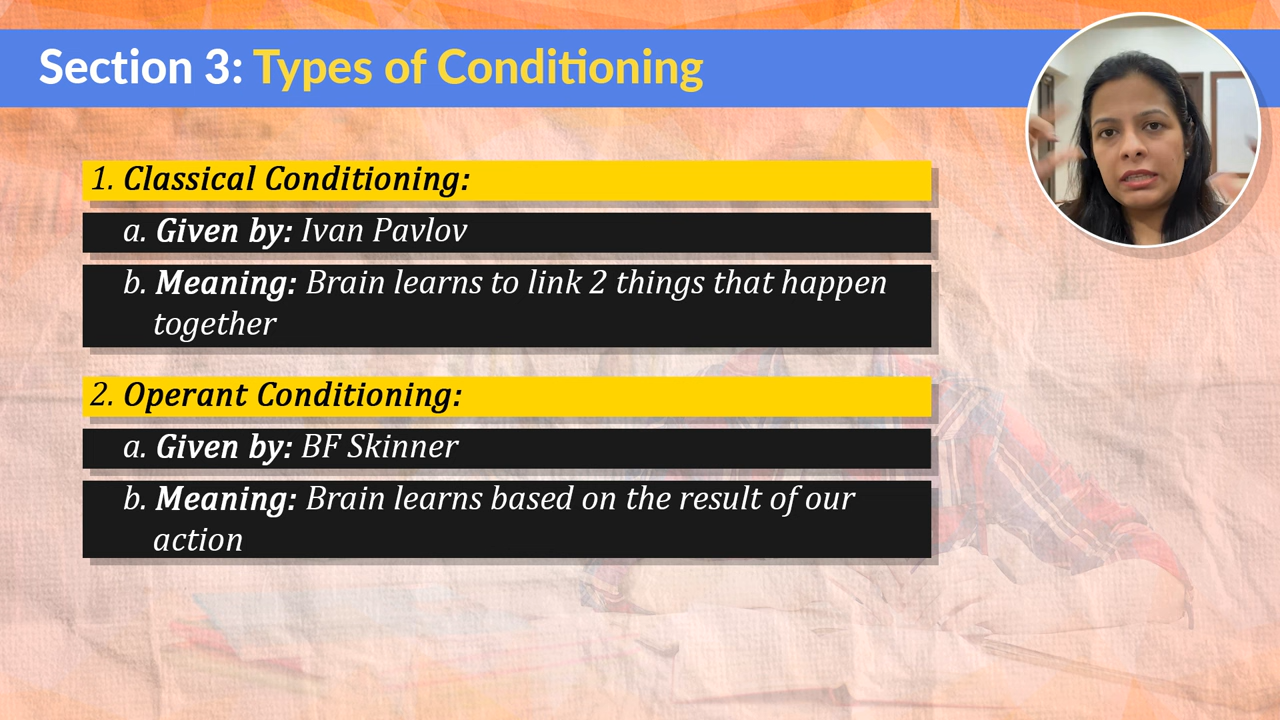 Section 3: Types of Conditioning
1. Classical Conditioning:
a. Given by: Ivan Pavlov
b. Meaning: Brain learns to link 2 things that happen
together
2. Operant Conditioning:
a. Given by: BF Skinner
b. Meaning: Brain learns based on the result of our
action